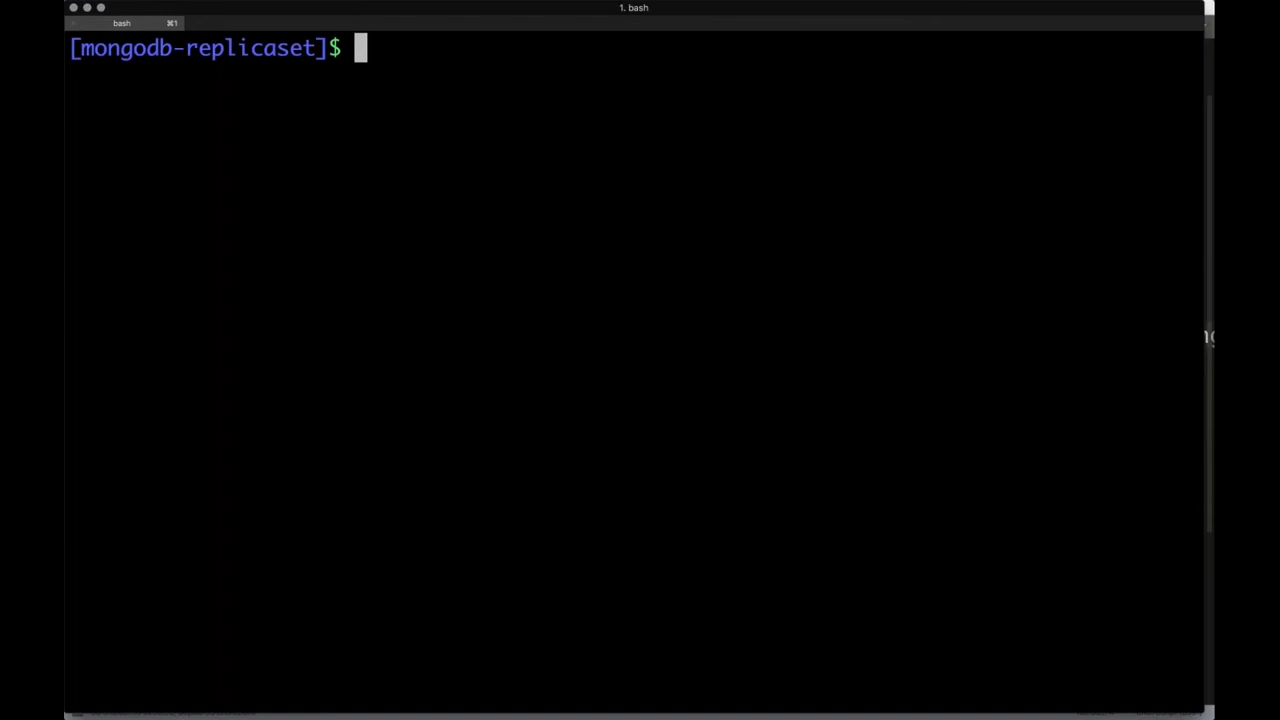 1. bash
bash ⌘1
[mongodb-replicaset]$